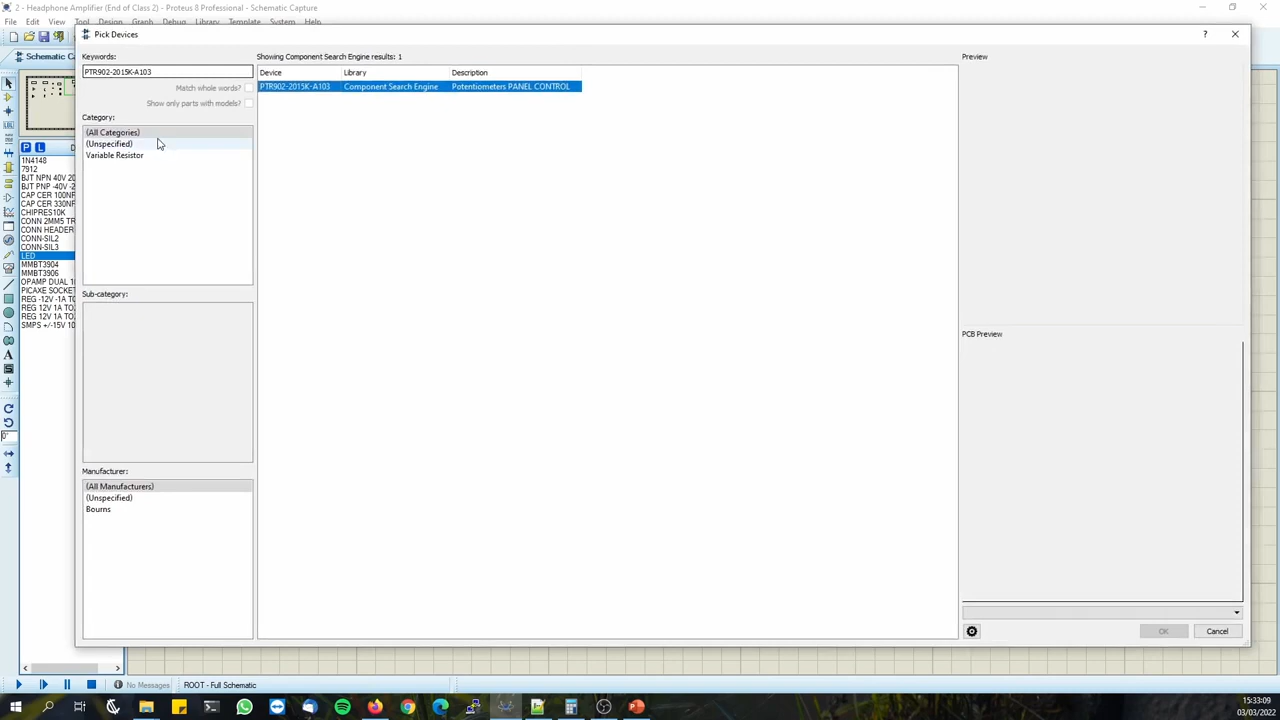 2 - Headphone Amplifier (End of Class 2) - Proteus 8 Professional - Schematic Capture
File Edit View Tool Design Graph Debug Library Template System Help
Pick Devices
Schematic Ca
Keywords:
PTR902-2015K-A103
Match whole words?
Show only parts with models?
Category:
(All Categories)
(Unspecified)
Variable Resistor
Sub-category:
Manufacturer:
(All Manufacturers)
(Unspecified)
Bourns
Showing Component Search Engine results: 1
Device Library Description
PTR902-2015K-A103 Component Search Engine Potentiometers PANEL CONTROL
Preview
PCB Preview
OK Cancel
P L D
1N4148
7912
BJT NPN 40V 20
BJT PNP -40V -2
CAP CER 100NF
CAP CER 330NF
CHIPRES10K
CONN 2MM5 TR
CONN HEADER
CONN-SIL2
CONN-SIL3
LED
MMBT3904
MMBT3906
OPAMP DUAL 1
PICAXE SOCKET
REG -12V -1A TO
REG 12V 1A TO
REG 12V 1A TO
SMPS +/-15V 10
0°
No Messages
ROOT - Full Schematic
15:33:09
03/03/2022